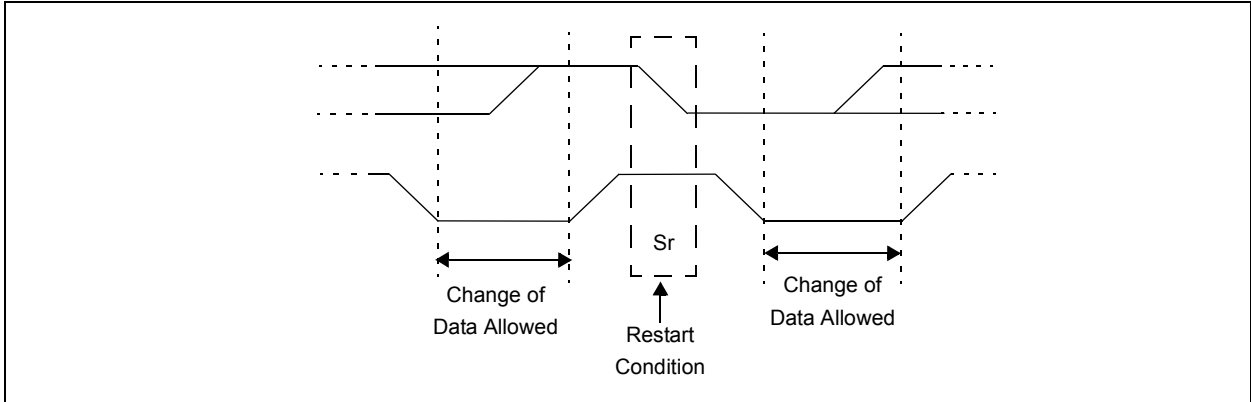 Sr
Change of
Data Allowed
Restart
Condition
Change of
Data Allowed